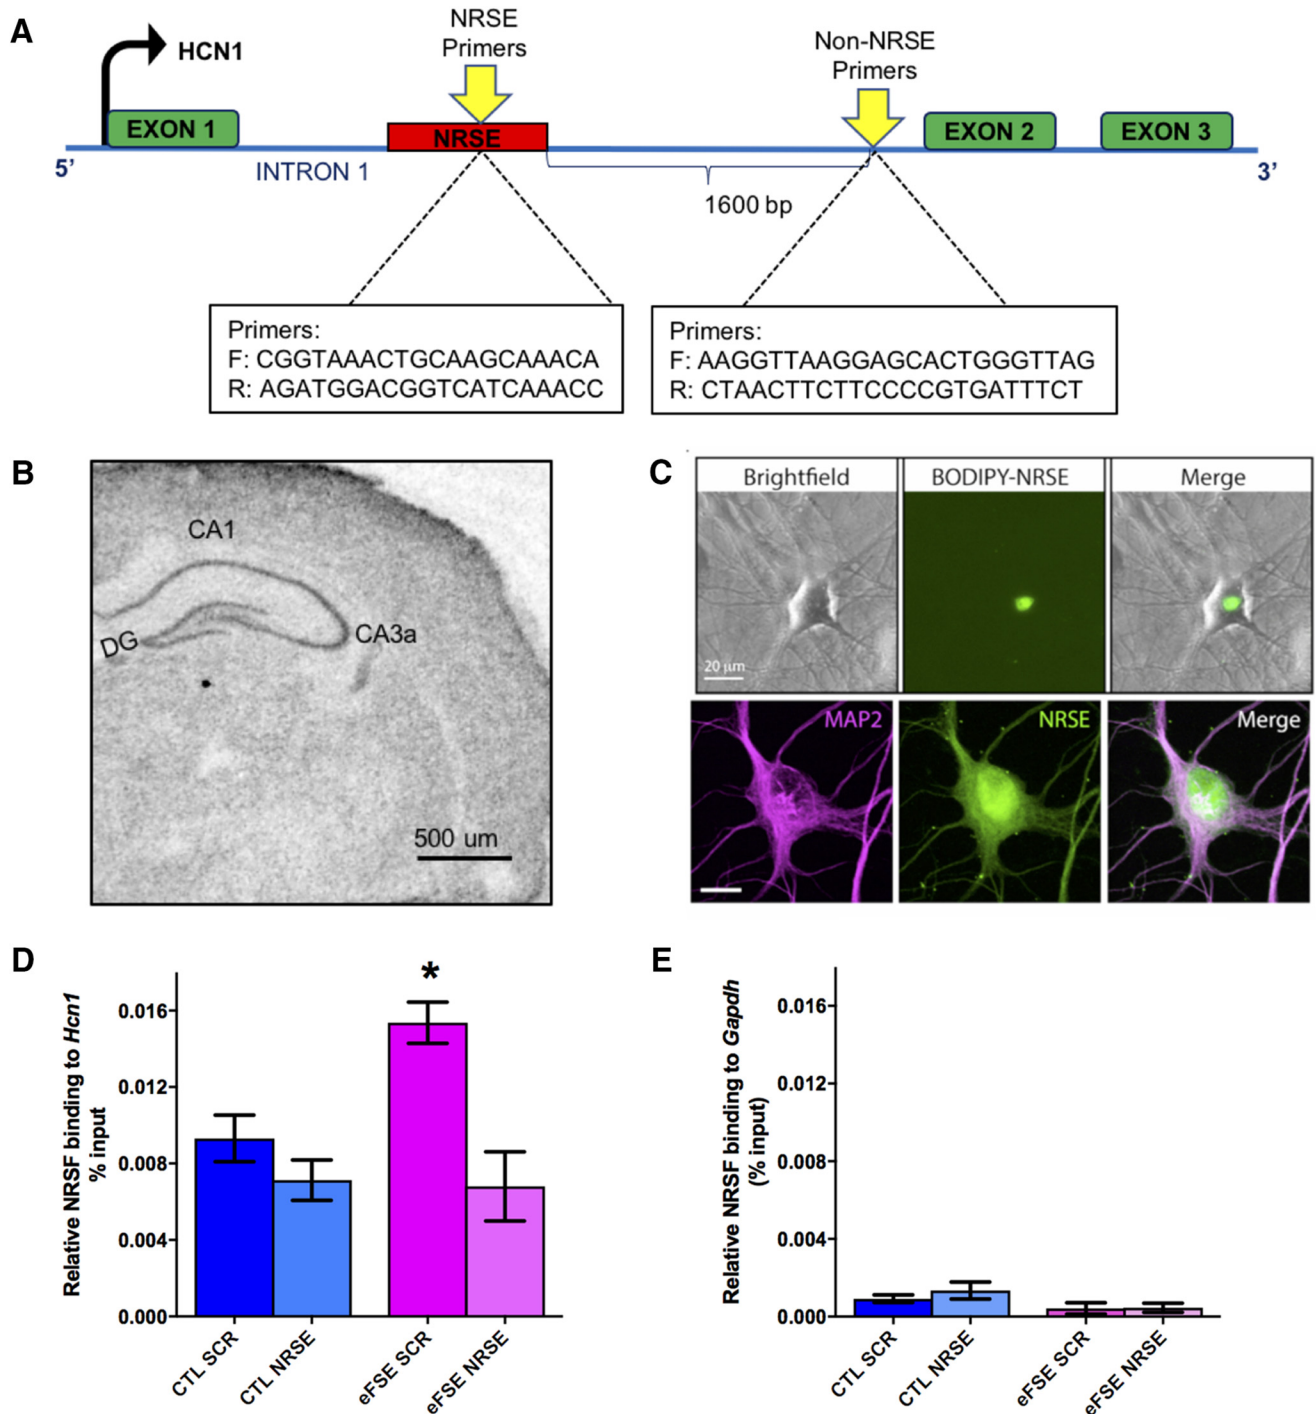 A
HCN1
NRSE
Primers
Non-NRSE
Primers
EXON 1
NRSE
EXON 2
EXON 3
5’
INTRON 1
3’
1600 bp
Primers:
F: CGGTAAACTGCAAGCAAACA
R: AGATGGACGGTCATCAAACC
Primers:
F: AAGGTTAAGGAGCACTGGGTTAG
R: CTAACTTCTTCCCCGTGATTTCT
B
CA1
DG
CA3a
500 um
C
Brightfield
BODIPY-NRSE
Merge
20 µm
MAP2
NRSE
Merge
D
Relative NRSF binding to Hcn1
% input
0.016
0.012
0.008
0.004
0.000
*
CTL SCR
CTL NRSE
eFSE SCR
eFSE NRSE
E
Relative NRSF binding to Gapdh
(% input)
0.016
0.012
0.008
0.004
0.000
CTL SCR
CTL NRSE
eFSE SCR
eFSE NRSE